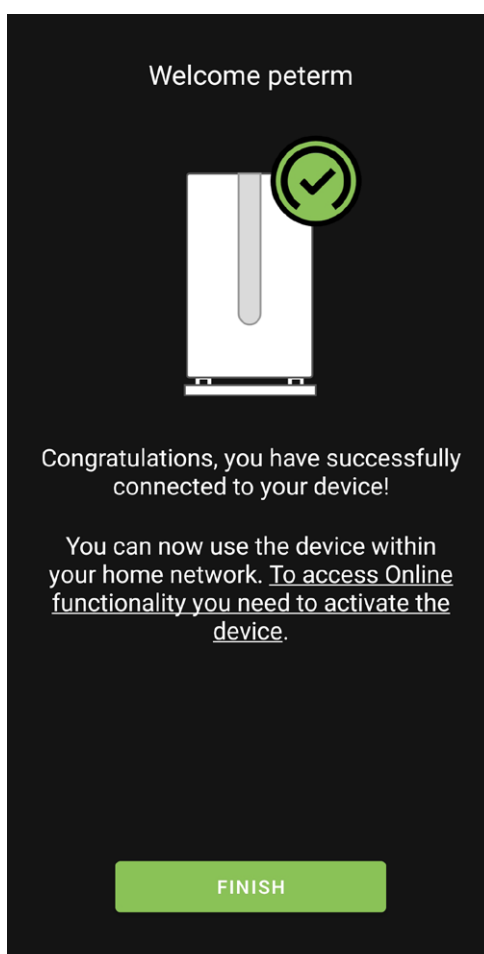 Welcome peterm
Congratulations, you have successfully
connected to your device!
You can now use the device within
your home network. To access Online
functionality you need to activate the
device.
FINISH